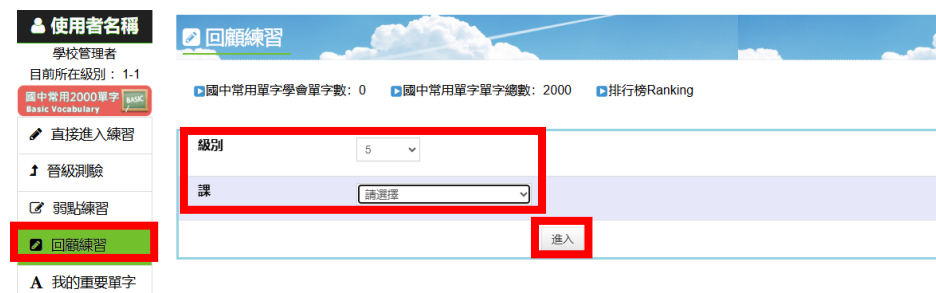 使用者名稱
學校管理者
目前所在級別：1-1
國中常用2000單字
Basic Vocabulary
BASIC
直接進入練習
晉級測驗
弱點練習
回顧練習
A 我的重要單字
回顧練習
國中常用單字學會單字數：0 國中常用單字單字總數：2000 排行榜Ranking
級別 5
課 請選擇
進入